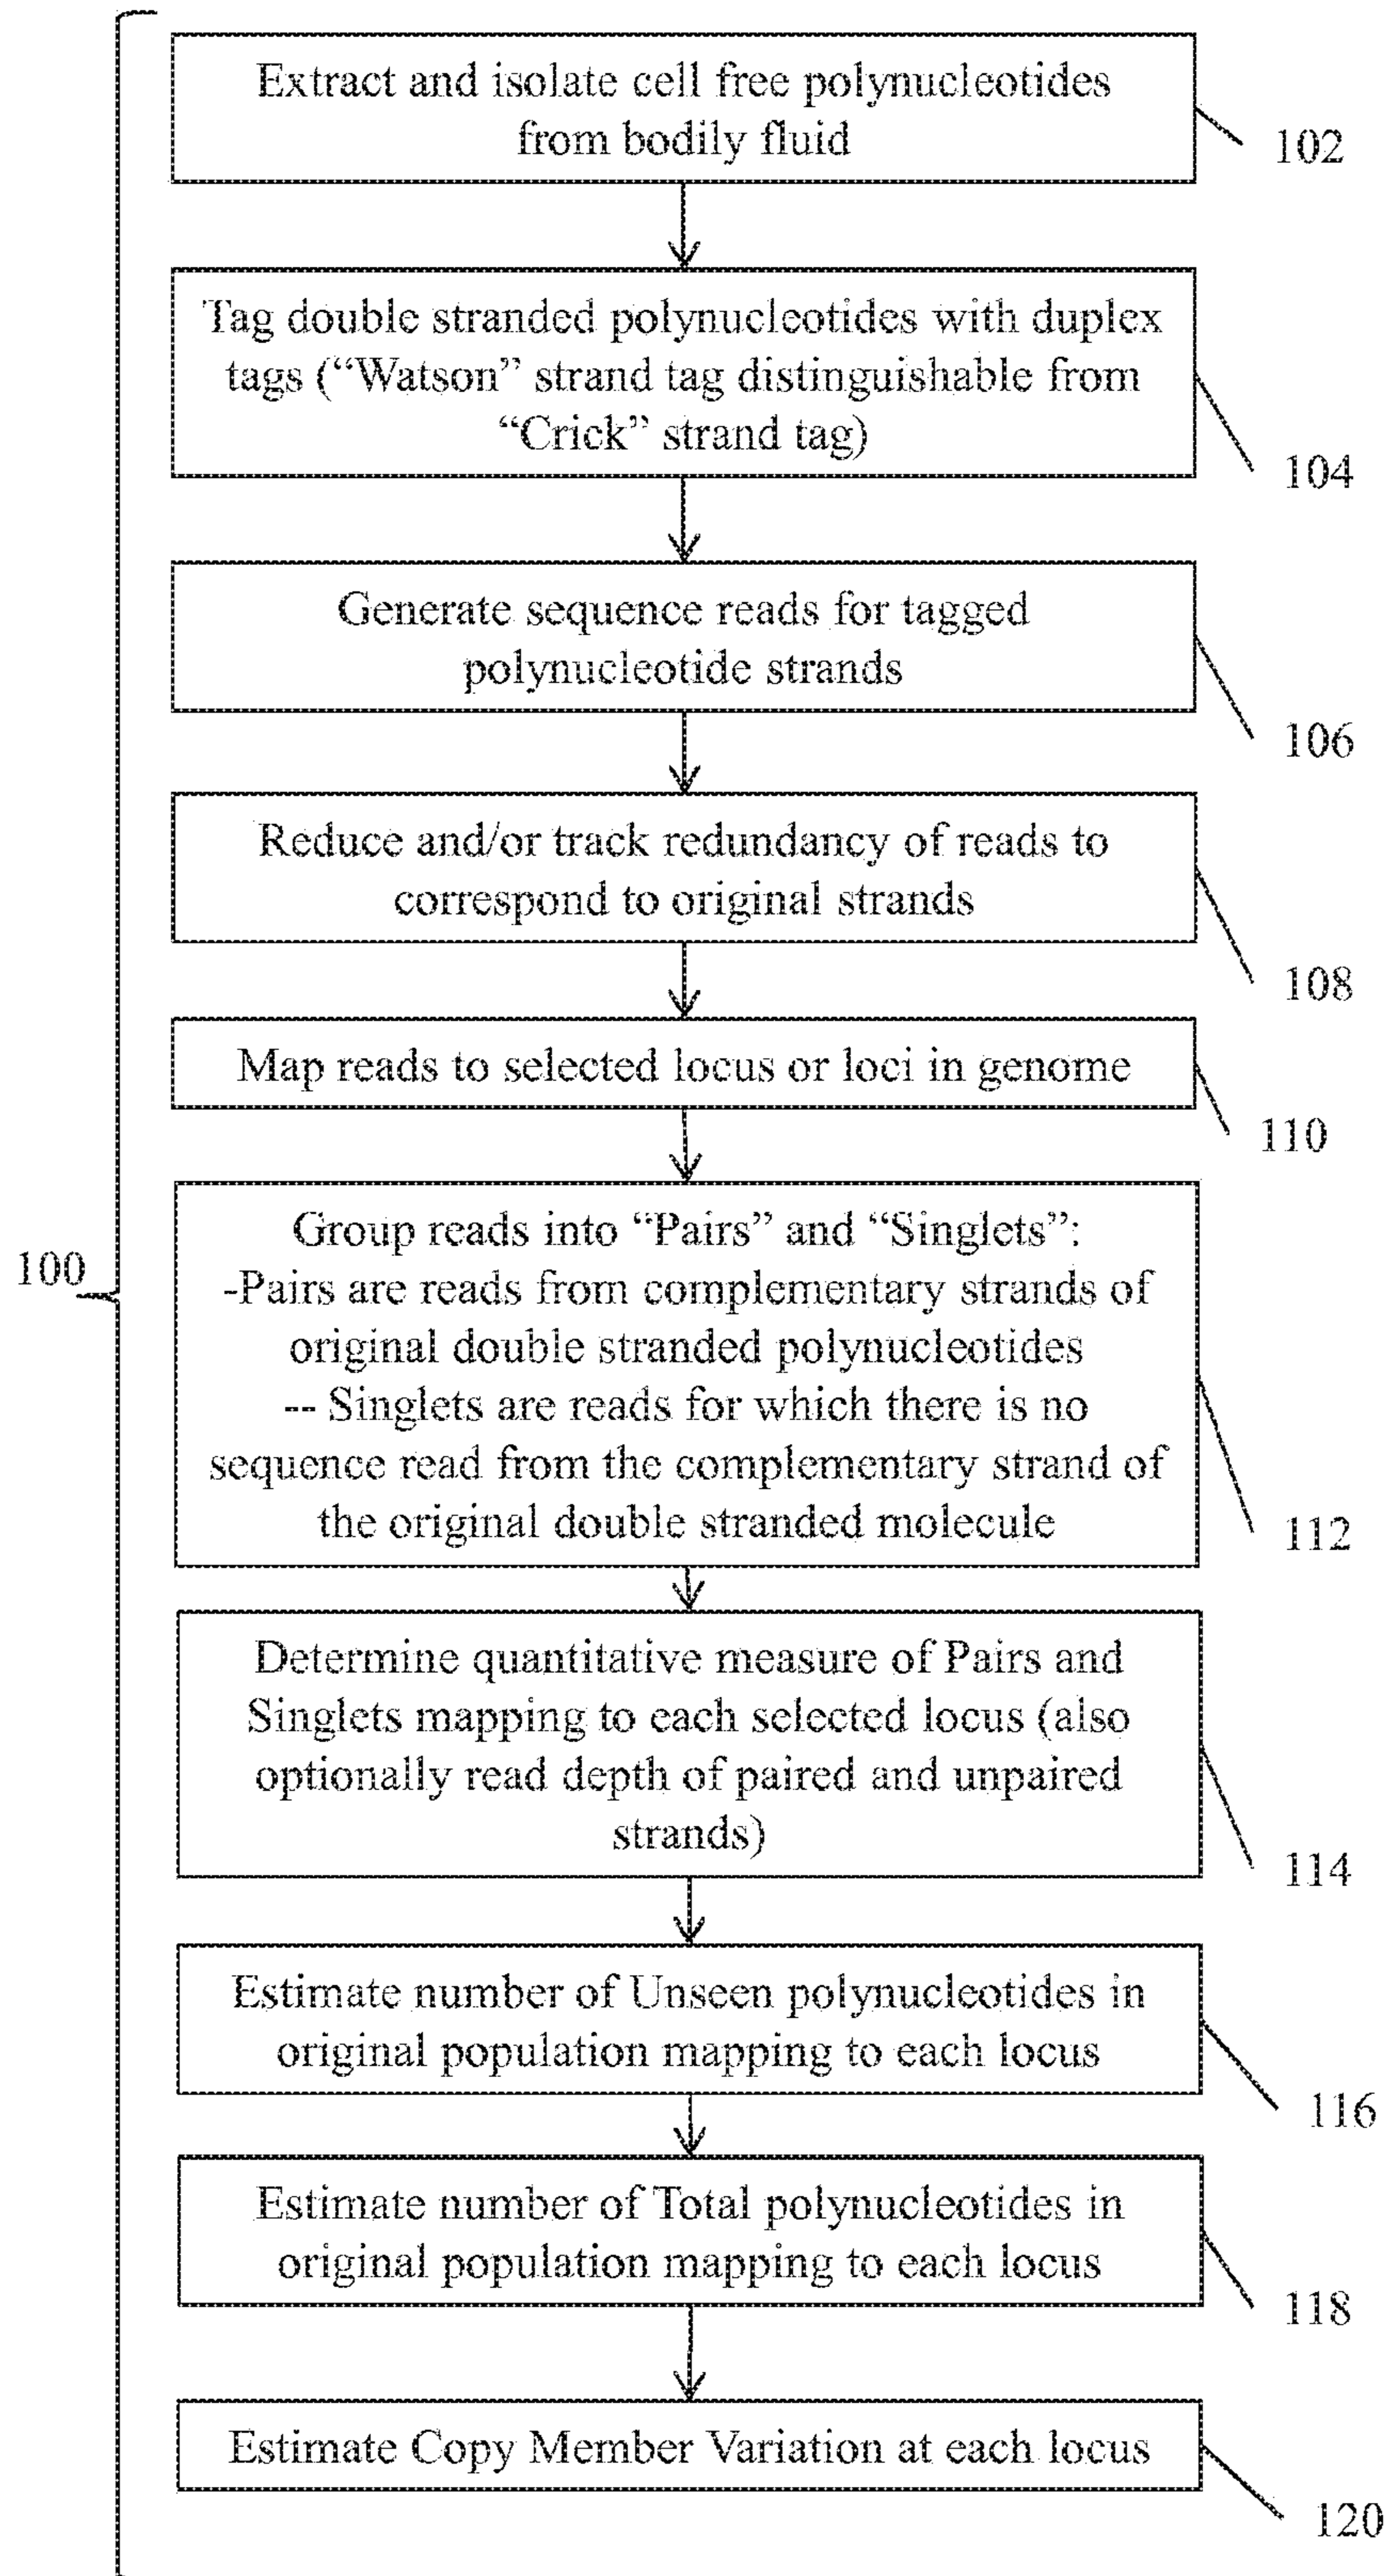 Extract and isolate cell free polynucleotides
from bodily fluid
102
Tag double stranded polynucleotides with duplex
tags (“Watson” strand tag distinguishable from
“Crick” strand tag)
104
Generate sequence reads for tagged
polynucleotide strands
106
Reduce and/or track redundancy of reads to
correspond to original strands
108
Map reads to selected locus or loci in genome
110
100
Group reads into “Pairs” and “Singlets”:
-Pairs are reads from complementary strands of
original double stranded polynucleotides
-- Singlets are reads for which there is no
sequence read from the complementary strand of
the original double stranded molecule
112
Determine quantitative measure of Pairs and
Singlets mapping to each selected locus (also
optionally read depth of paired and unpaired
strands)
114
Estimate number of Unseen polynucleotides in
original population mapping to each locus
116
Estimate number of Total polynucleotides in
original population mapping to each locus
118
Estimate Copy Member Variation at each locus
120